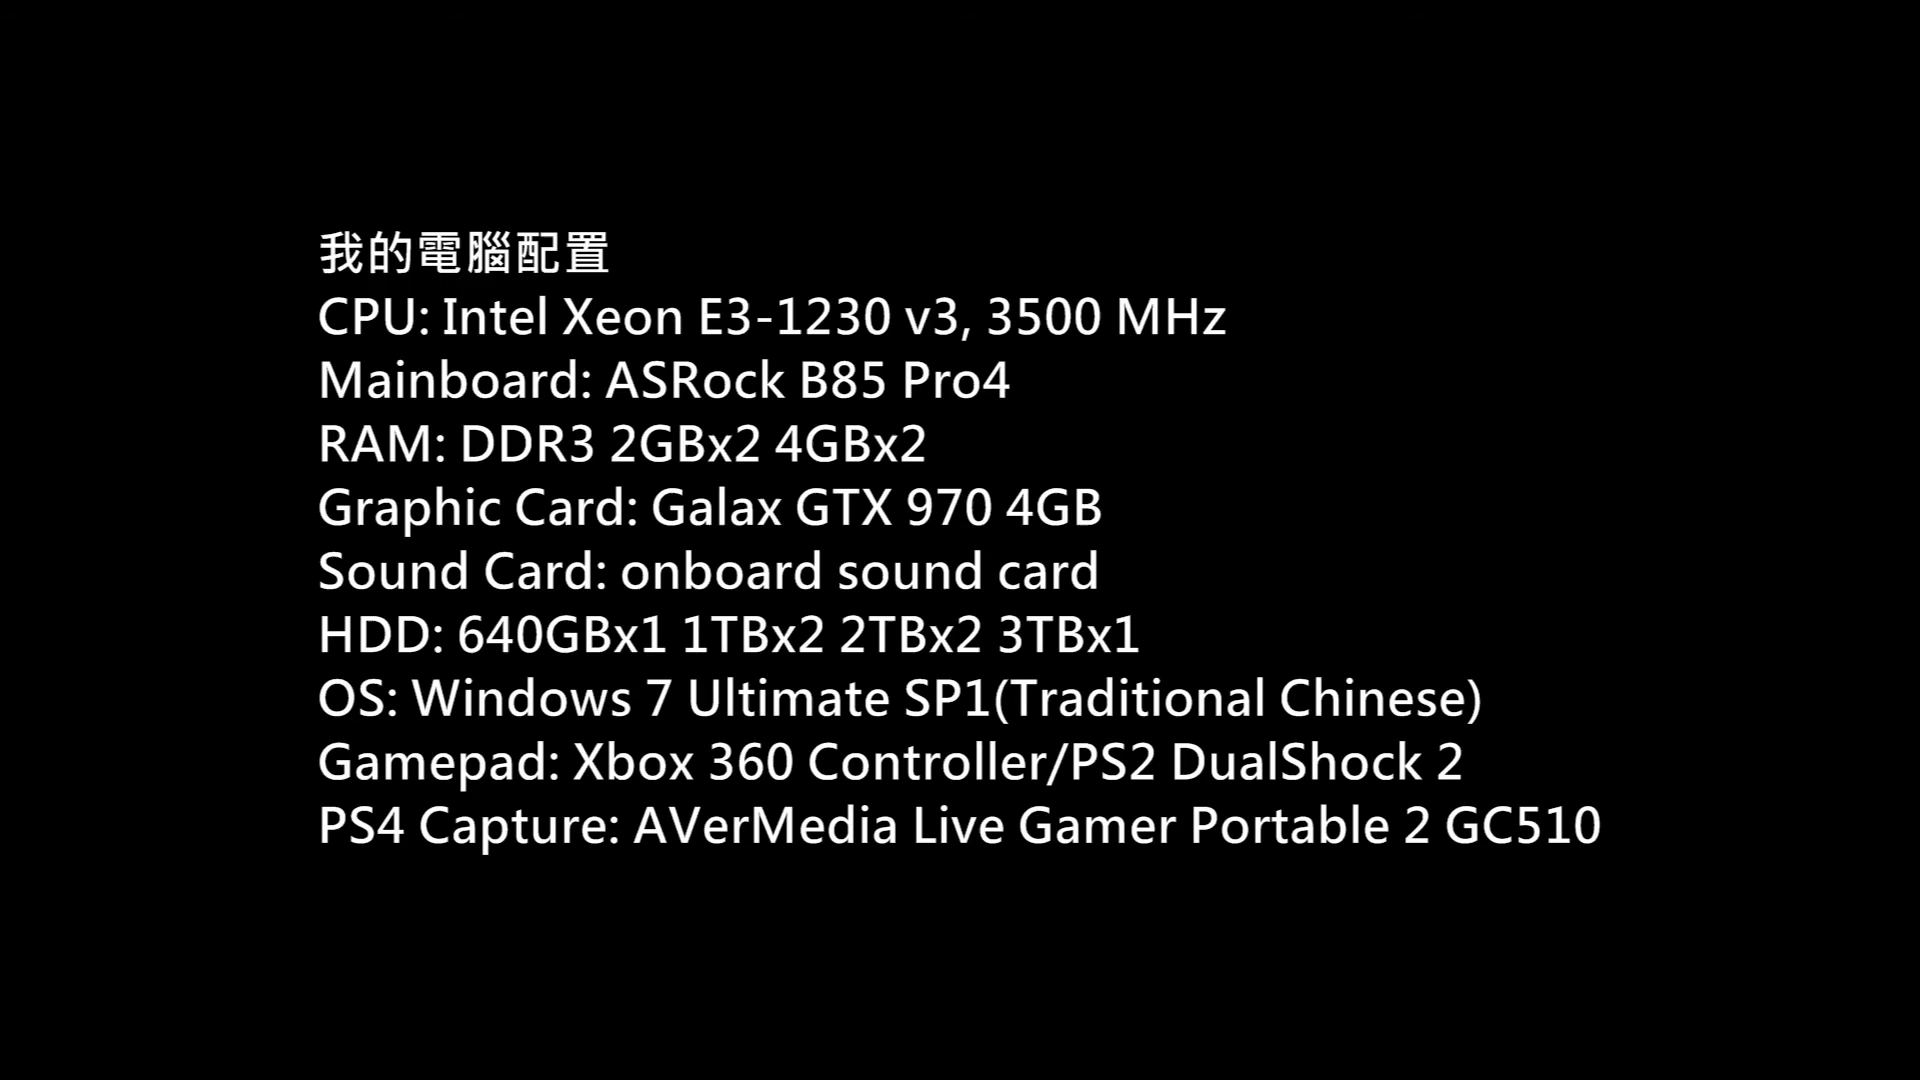 我的電腦配置
CPU: Intel Xeon E3-1230 v3, 3500 MHz
Mainboard: ASRock B85 Pro4
RAM: DDR3 2GBx2 4GBx2
Graphic Card: Galax GTX 970 4GB
Sound Card: onboard sound card
HDD: 640GBx1 1TBx2 2TBx2 3TBx1
OS: Windows 7 Ultimate SP1(Traditional Chinese)
Gamepad: Xbox 360 Controller/PS2 DualShock 2
PS4 Capture: AVerMedia Live Gamer Portable 2 GC510